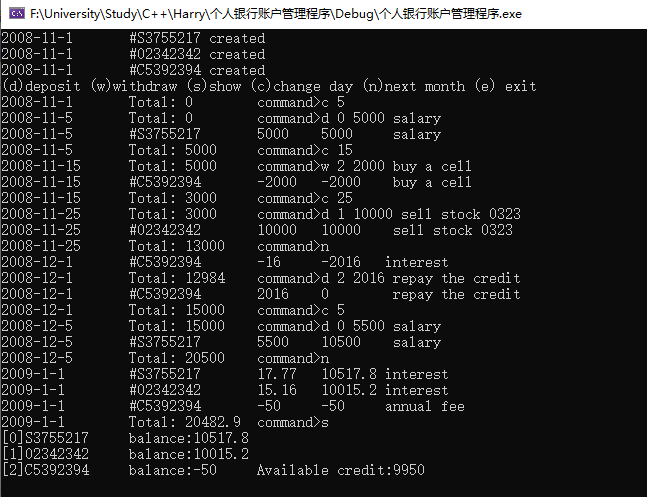 F:\University\Study\C++\Harry\个人银行账户管理程序\Debug\个人银行账户管理程序.exe
2008-11-1 #S3755217 created
2008-11-1 #02342342 created
2008-11-1 #C5392394 created
(d)deposit (w)withdraw (s)show (c)change day (n)next month (e) exit
2008-11-1 Total: 0 command>c 5
2008-11-5 Total: 0 command>d 0 5000 salary
2008-11-5 #S3755217 5000 5000 salary
2008-11-5 Total: 5000 command>c 15
2008-11-15 Total: 5000 command>w 2 2000 buy a cell
2008-11-15 #C5392394 -2000 -2000 buy a cell
2008-11-15 Total: 3000 command>c 25
2008-11-25 Total: 3000 command>d 1 10000 sell stock 0323
2008-11-25 #02342342 10000 10000 sell stock 0323
2008-11-25 Total: 13000 command>n
2008-12-1 #C5392394 -16 -2016 interest
2008-12-1 Total: 12984 command>d 2 2016 repay the credit
2008-12-1 #C5392394 2016 0 repay the credit
2008-12-1 Total: 15000 command>c 5
2008-12-5 Total: 15000 command>d 0 5500 salary
2008-12-5 #S3755217 5500 10500 salary
2008-12-5 Total: 20500 command>n
2009-1-1 #S3755217 17.77 10517.8 interest
2009-1-1 #02342342 15.16 10015.2 interest
2009-1-1 #C5392394 -50 -50 annual fee
2009-1-1 Total: 20482.9 command>s
[0]S3755217 balance:10517.8
[1]02342342 balance:10015.2
[2]C5392394 balance:-50 Available credit:9950